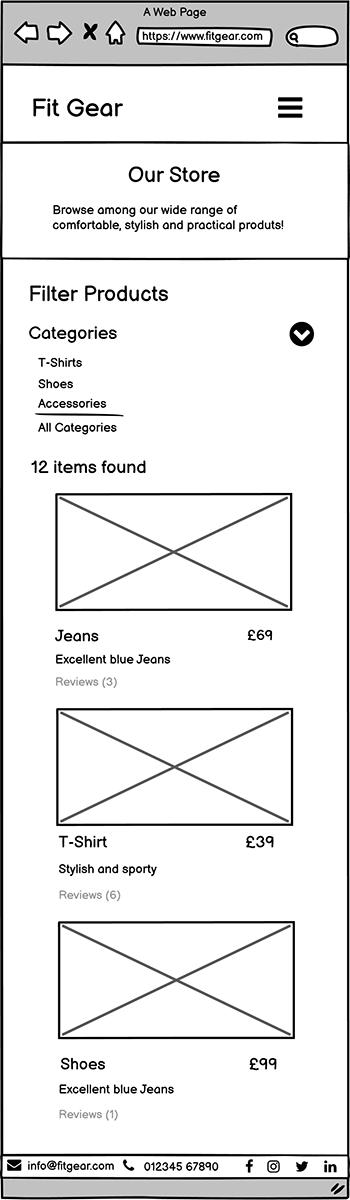 A Web Page
https://www.fitgear.com
Fit Gear
Our Store
Browse among our wide range of
comfortable, stylish and practical produts!
Filter Products
Categories
T-Shirts
Shoes
Accessories
All Categories
12 items found
Jeans £69
Excellent blue Jeans
Reviews (3)
T-Shirt £39
Stylish and sporty
Reviews (6)
Shoes £99
Excellent blue Jeans
Reviews (1)
info@fitgear.com 012345 67890